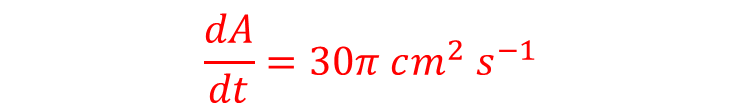 dA/dt = 30π cm² s⁻¹